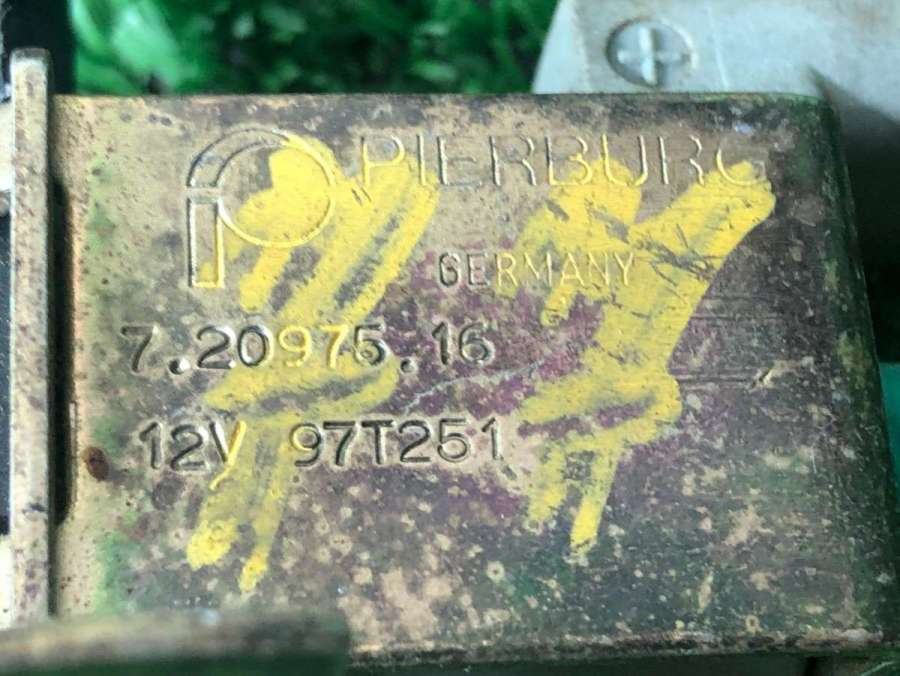 PIERBURG
GERMANY
7.20975.16
12V 97T251